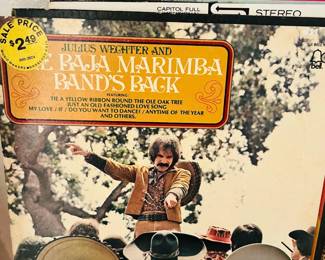 CAPITOL FULL
STEREO
SALE PRICE
$2.49
JULIUS WECHTER AND
E BAJA MARIMBA
BAND'S BACK
FEATURING:
TIE A YELLOW RIBBON ROUND THE OLE OAK TREE
JUST AN OLD FASHIONED LOVE SONG
MY LOVE / IF / DO YOU WANT TO DANCE? / ANYTIME OF THE YEAR
AND OTHERS.
Bell